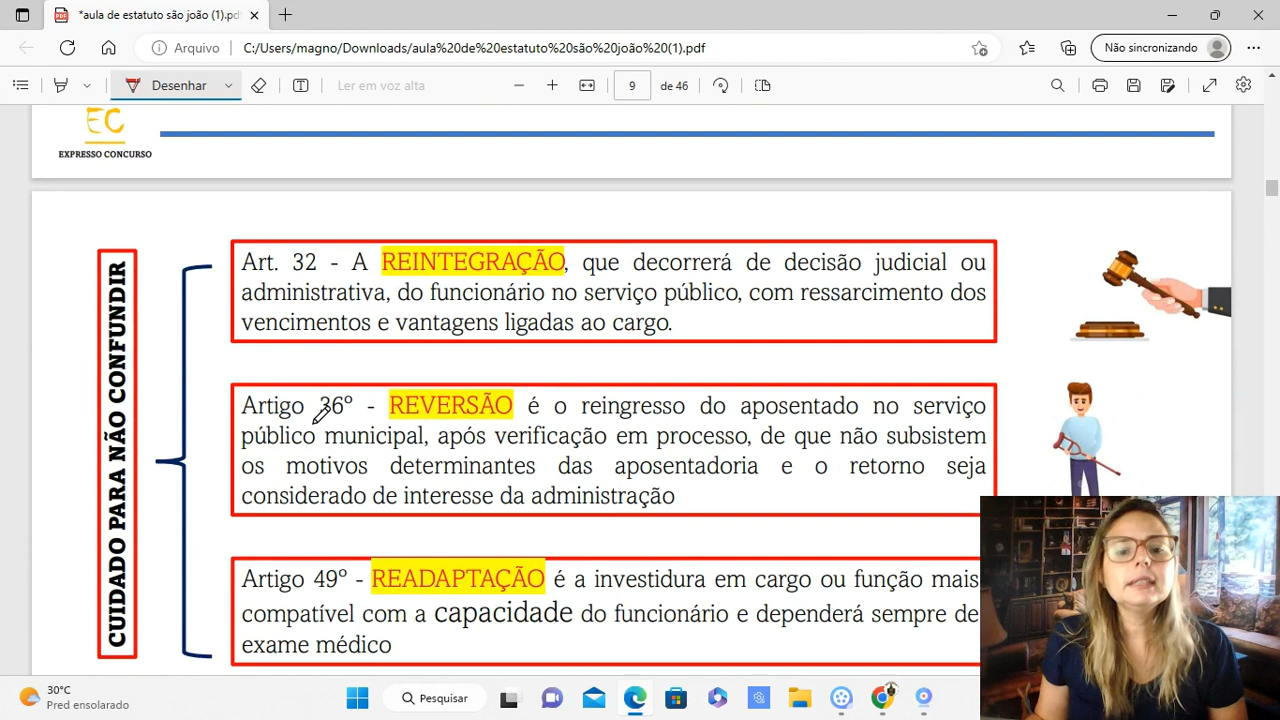 *aula de estatuto são joão (1).pdf
Arquivo
C:/Users/magno/Downloads/aula%20de%20estatuto%20são%20joão%20(1).pdf
Não sincronizando
Desenhar
Ler em voz alta
9
de 46
EC
EXPRESSO CONCURSO
CUIDADO PARA NÃO CONFUNDIR
Art. 32 - A REINTEGRAÇÃO, que decorrerá de decisão judicial ou
administrativa, do funcionário no serviço público, com ressarcimento dos
vencimentos e vantagens ligadas ao cargo.
Artigo 36º - REVERSÃO é o reingresso do aposentado no serviço
público municipal, após verificação em processo, de que não subsistem
os motivos determinantes das aposentadoria e o retorno seja
considerado de interesse da administração
Artigo 49º - READAPTAÇÃO é a investidura em cargo ou função mais
compatível com a capacidade do funcionário e dependerá sempre de
exame médico
30°C
Pred ensolarado
Pesquisar